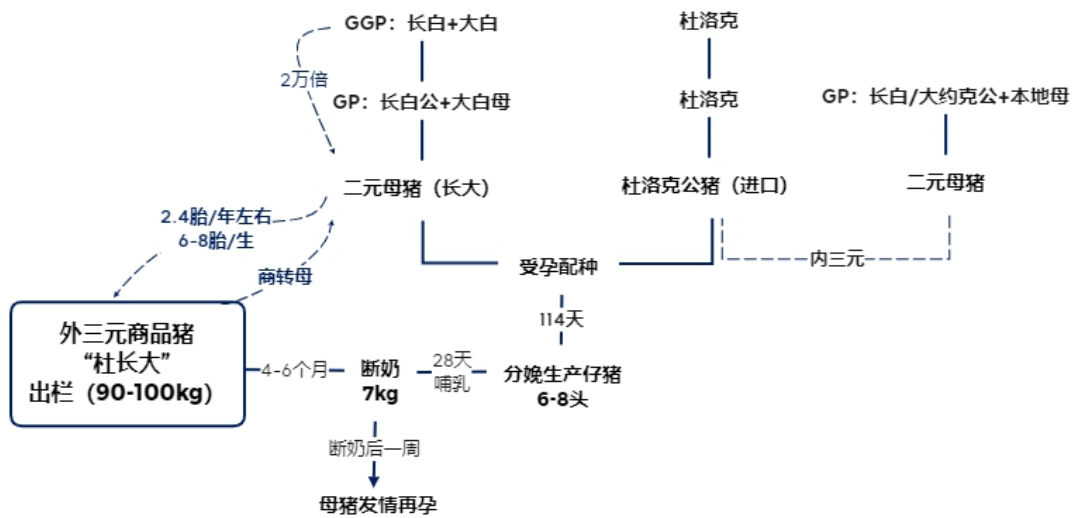 GGP：长白+大白
杜洛克
2万倍
GP：长白公+大白母
杜洛克
GP：长白/大约克公+本地母
二元母猪（长大）
杜洛克公猪（进口）
二元母猪
2.4胎/年左右
6-8胎/生
商转母
受孕配种
内三元
114天
外三元商品猪
“杜长大”
出栏（90-100kg）
4-6个月
断奶
7kg
28天
哺乳
分娩生产仔猪
6-8头
断奶后一周
母猪发情再孕